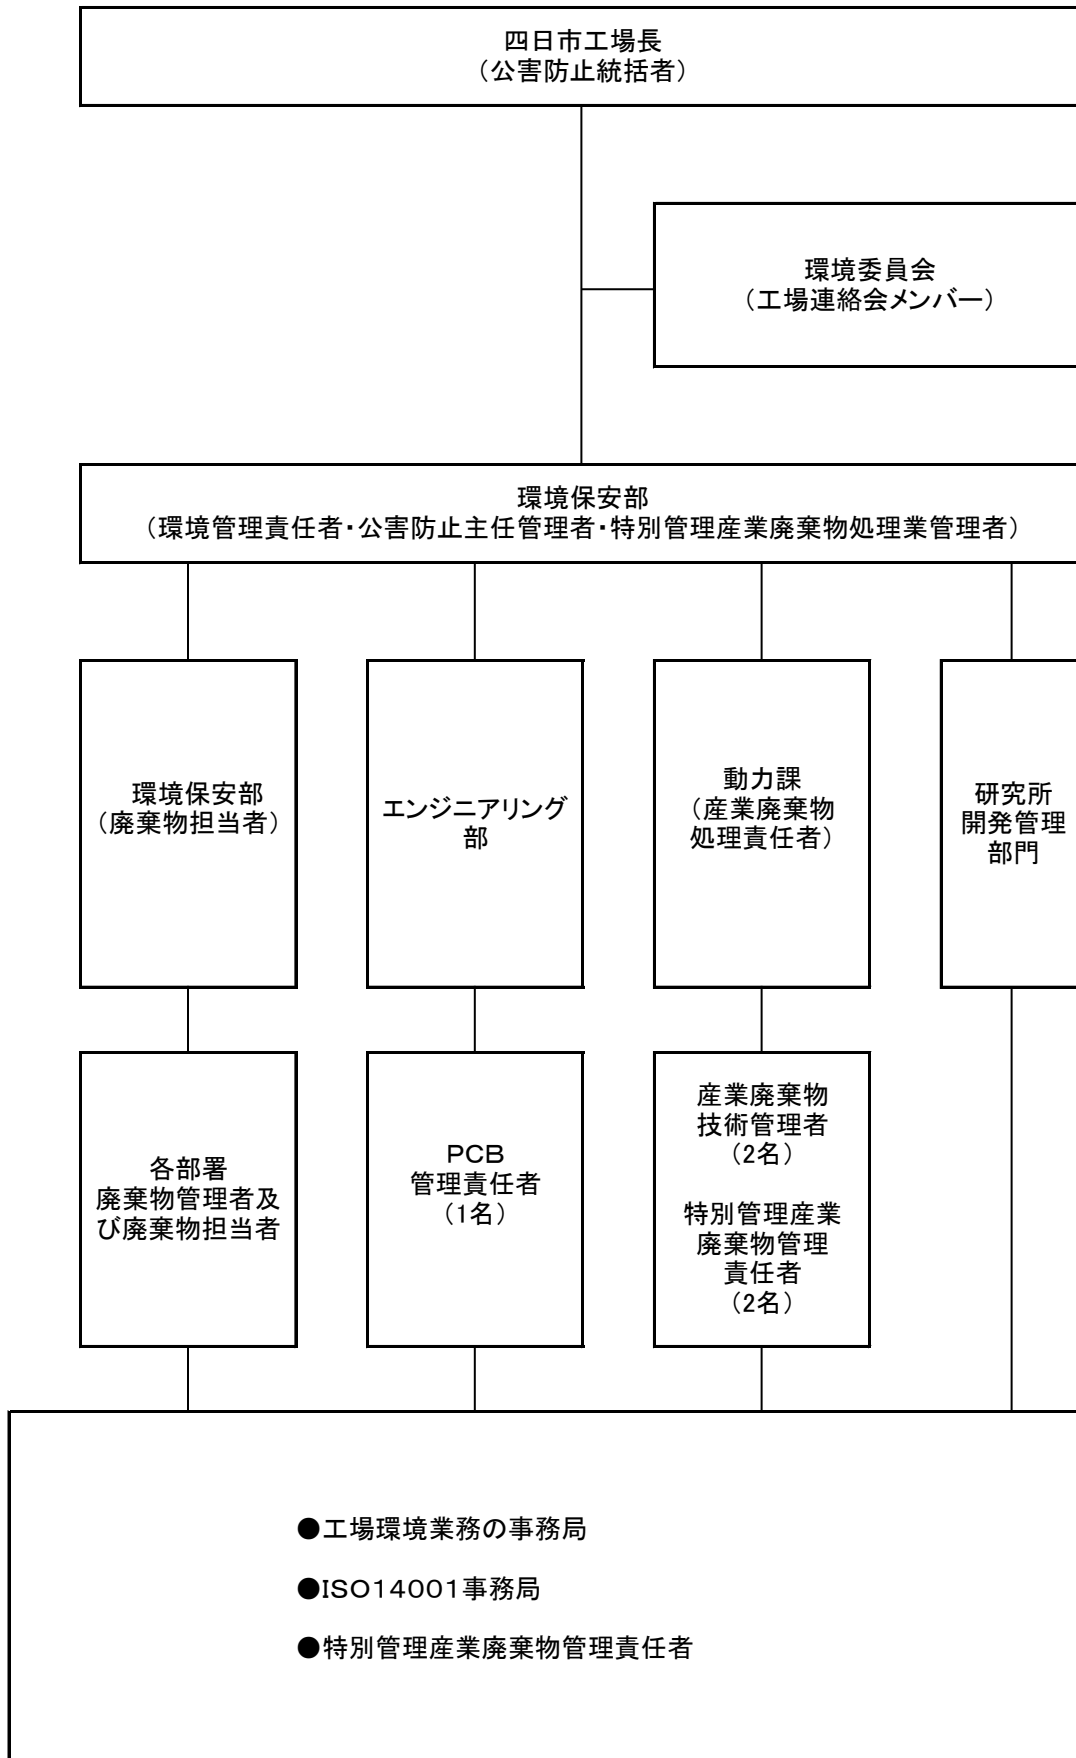 四日市工場長
（公害防止統括者）
環境委員会
（工場連絡会メンバー）
環境保安部
（環境管理責任者・公害防止主任管理者・特別管理産業廃棄物処理業管理者）
環境保安部
（廃棄物担当者）
エンジニアリング
部
動力課
（産業廃棄物
処理責任者）
研究所
開発管理
部門
各部署
廃棄物管理者及
び廃棄物担当者
ＰＣＢ
管理責任者
（1名）
産業廃棄物
技術管理者
（2名）
特別管理産業
廃棄物管理
責任者
（2名）
●工場環境業務の事務局
●ＩＳＯ１４００１事務局
●特別管理産業廃棄物管理責任者